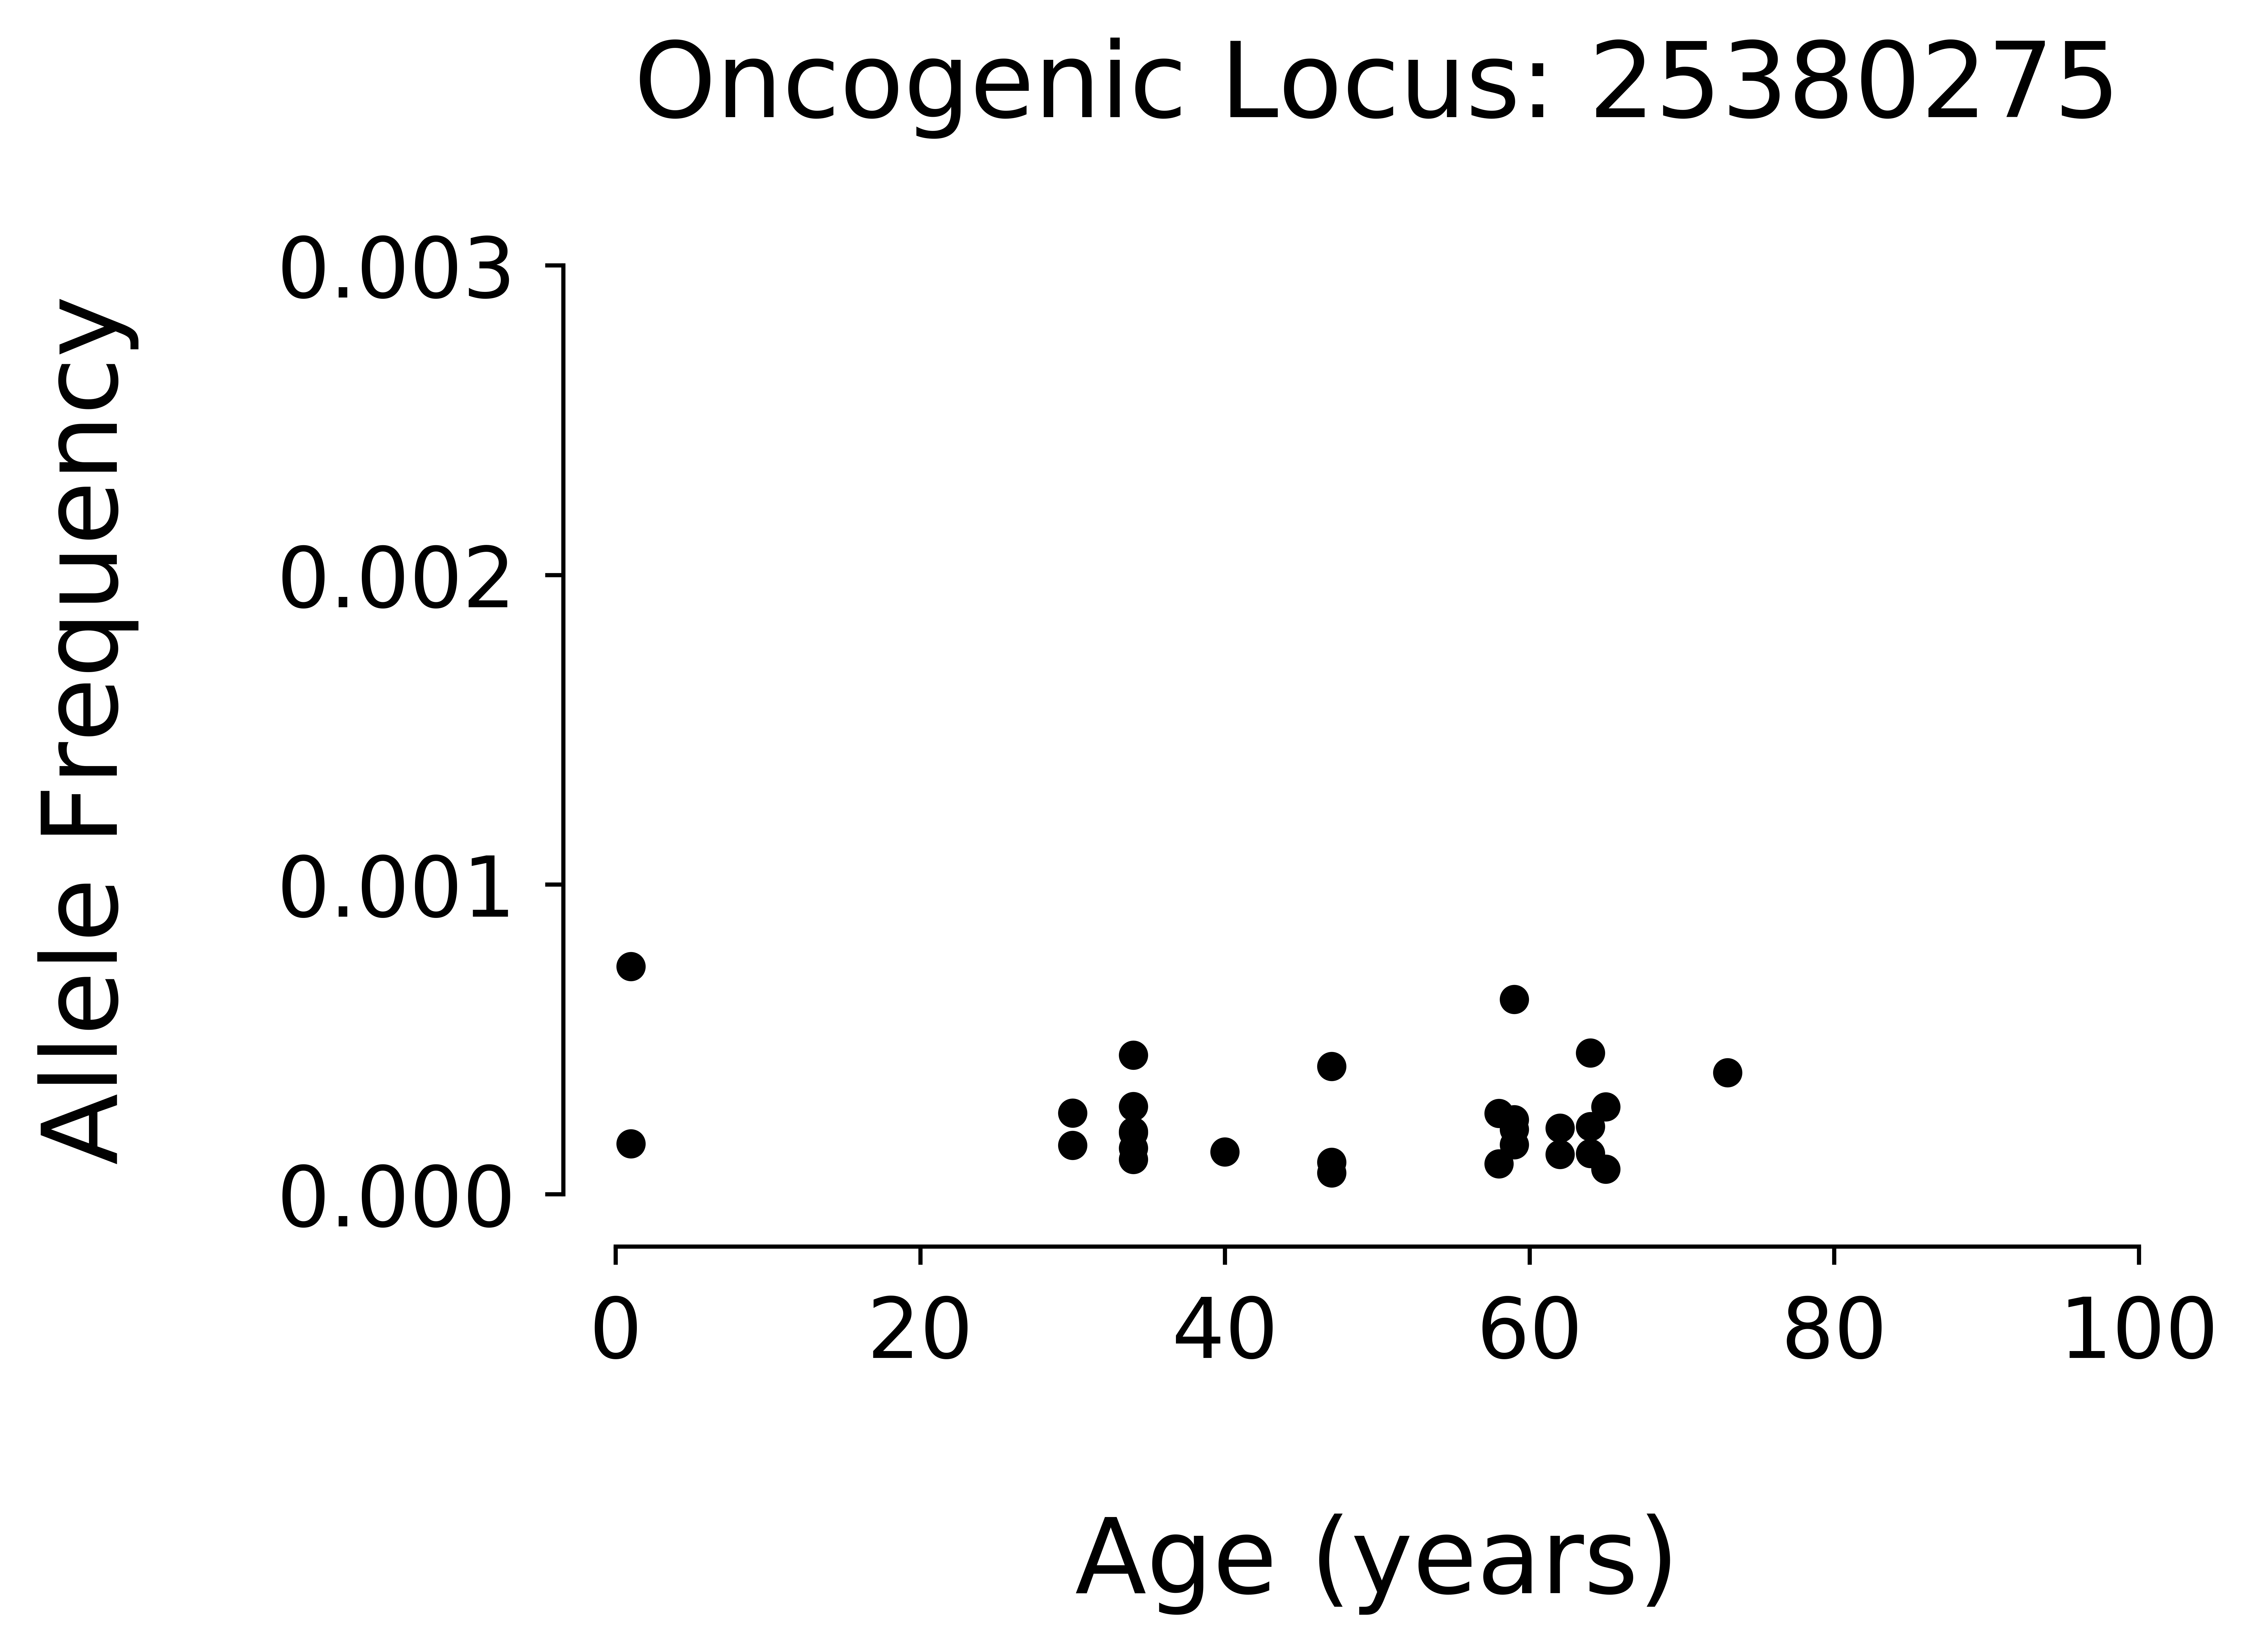 Oncogenic Locus: 25380275
Allele Frequency
0.003
0.002
0.001
0.000
0 20 40 60 80 100
Age (years)